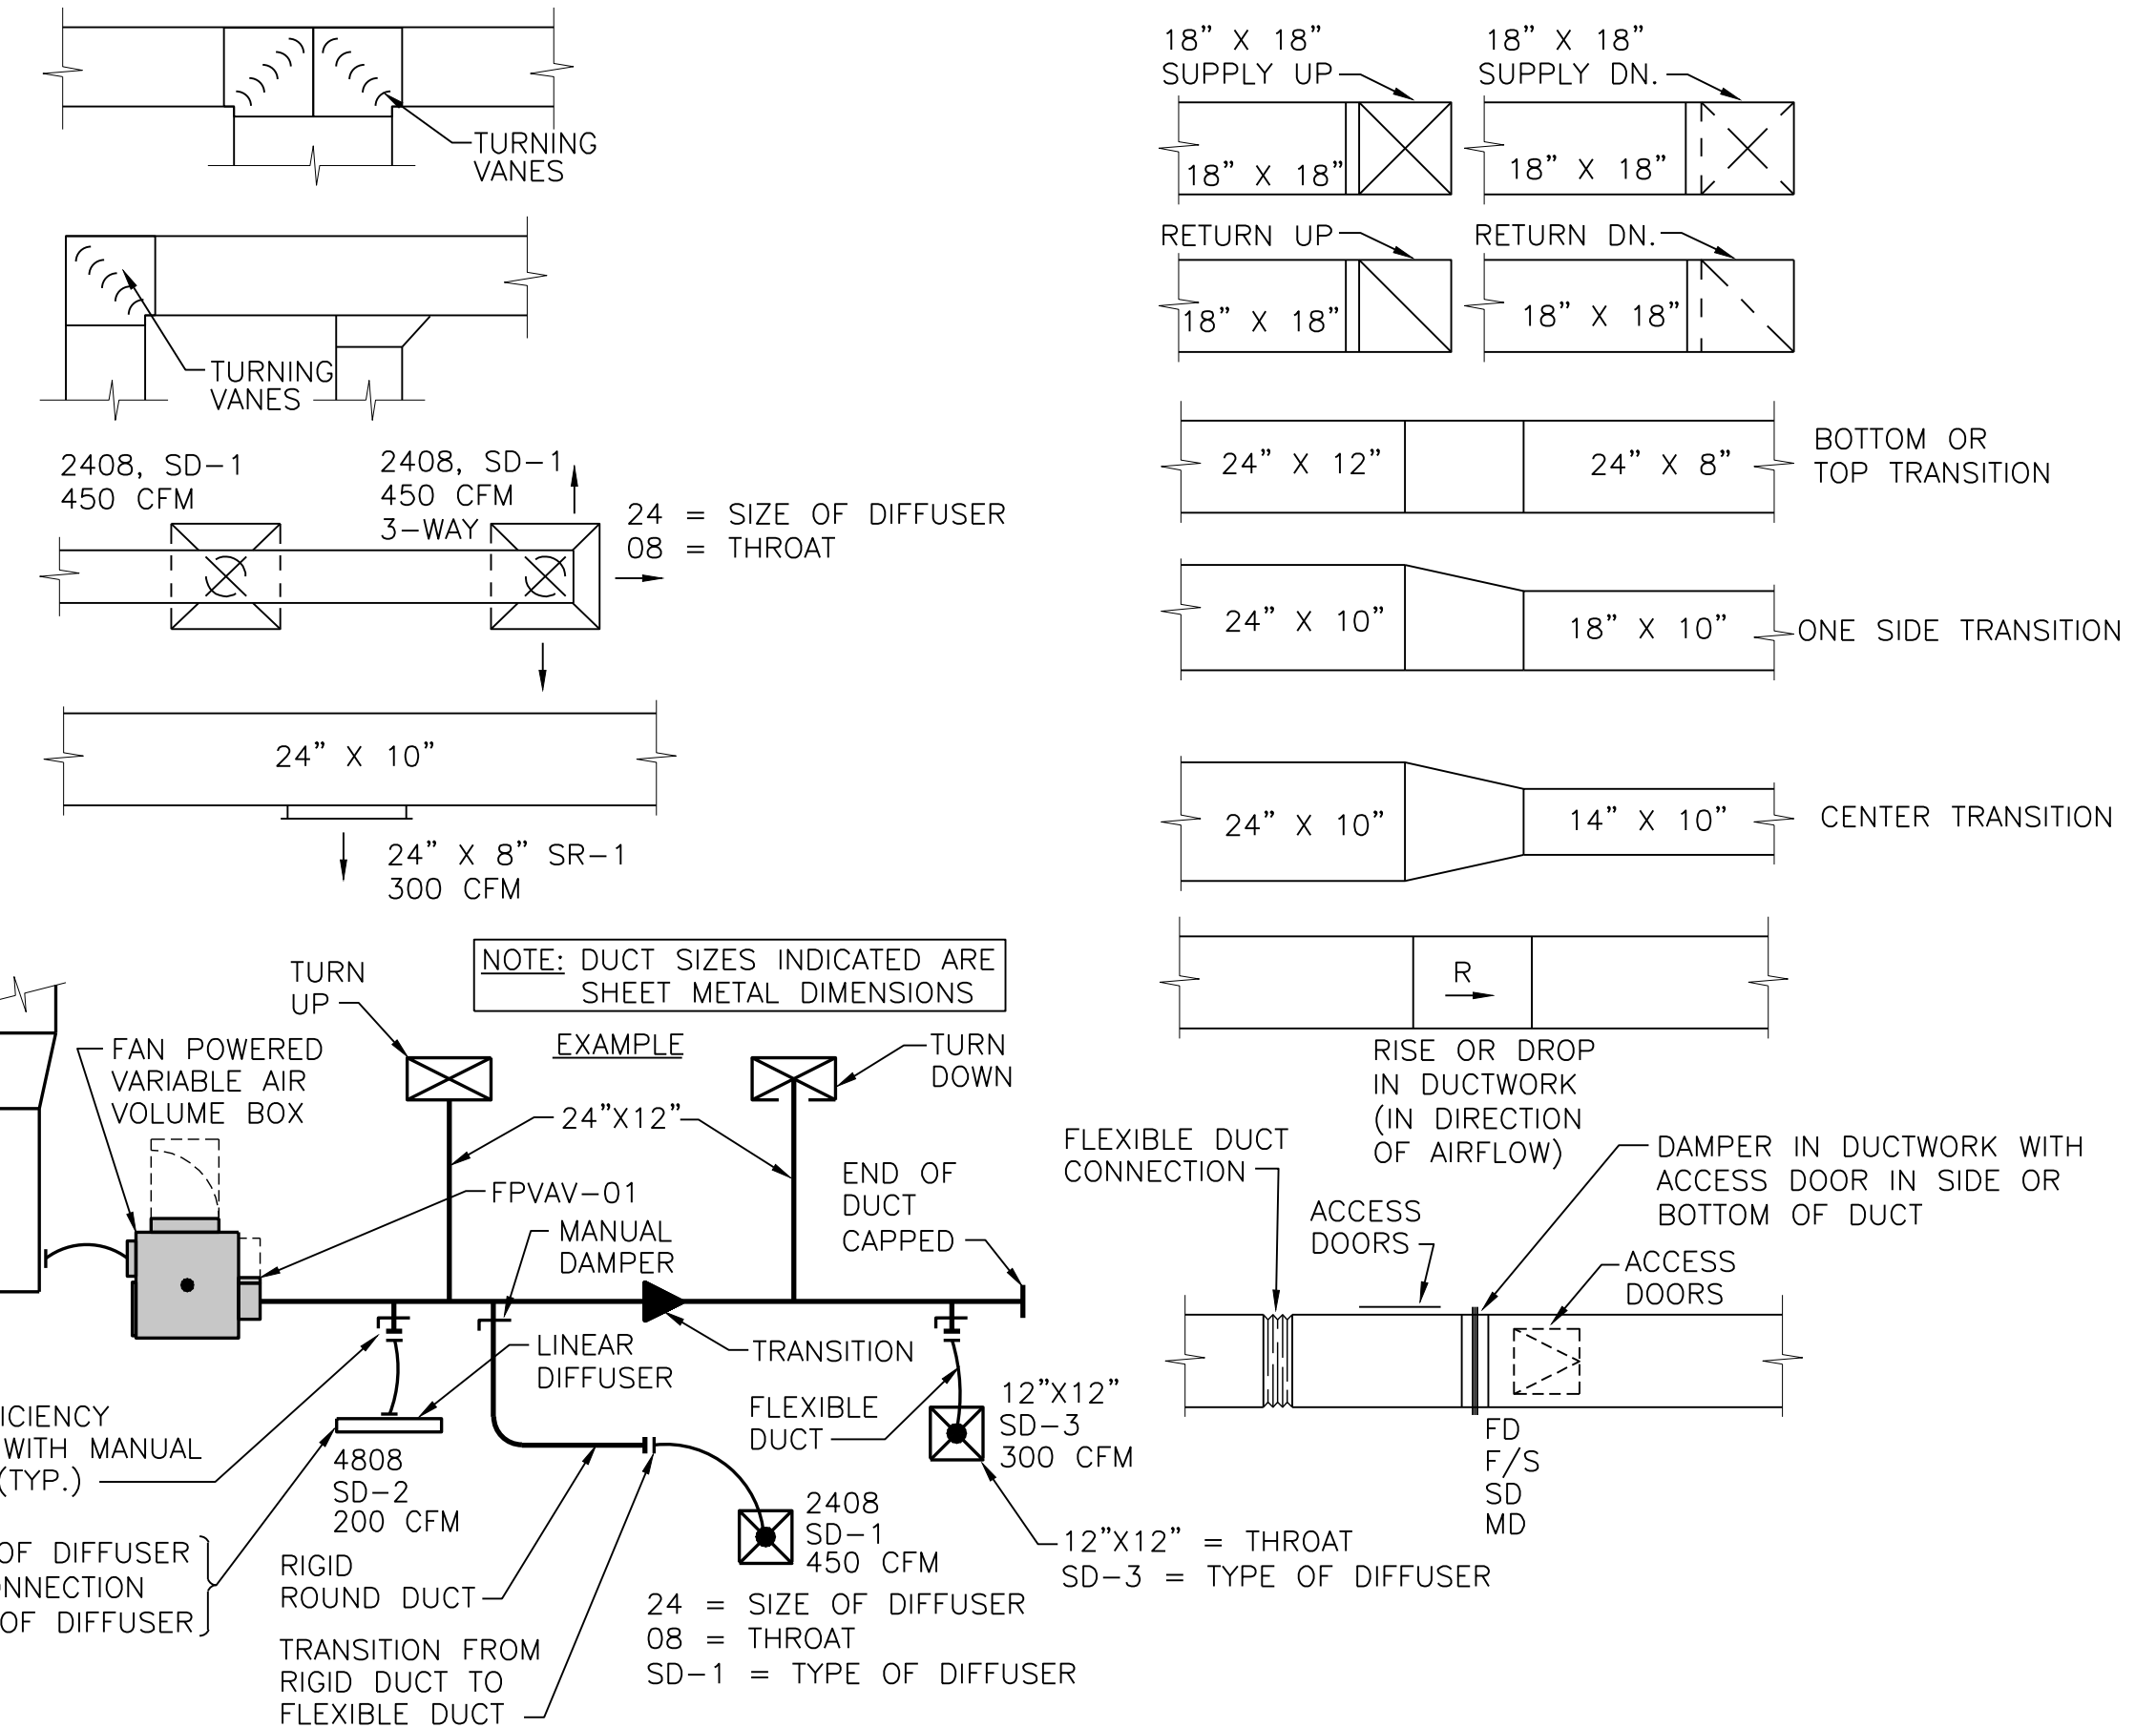 TURNING
VANES
TURNING
VANES
2408, SD-1
450 CFM
2408, SD-1
450 CFM
3-WAY
24 = SIZE OF DIFFUSER
08 = THROAT
24” X 10”
24” X 8” SR-1
300 CFM
18” X 18”
SUPPLY UP
18” X 18”
18” X 18”
SUPPLY DN.
18” X 18”
RETURN UP
18” X 18”
RETURN DN.
18” X 18”
24” X 12”
24” X 8”
BOTTOM OR
TOP TRANSITION
24” X 10”
18” X 10”
ONE SIDE TRANSITION
24” X 10”
14” X 10”
CENTER TRANSITION
R
RISE OR DROP
IN DUCTWORK
(IN DIRECTION
OF AIRFLOW)
NOTE: DUCT SIZES INDICATED ARE
SHEET METAL DIMENSIONS
EXAMPLE
TURN
UP
TURN
DOWN
FAN POWERED
VARIABLE AIR
VOLUME BOX
24”X12”
FPVAV-01
MANUAL
DAMPER
END OF
DUCT
CAPPED
LINEAR
DIFFUSER
TRANSITION
FLEXIBLE
DUCT
12”X12”
SD-3
300 CFM
ICIENCY
WITH MANUAL
(TYP.)
4808
SD-2
200 CFM
OF DIFFUSER
ONNECTION
OF DIFFUSER
RIGID
ROUND DUCT
TRANSITION FROM
RIGID DUCT TO
FLEXIBLE DUCT
2408
SD-1
450 CFM
24 = SIZE OF DIFFUSER
08 = THROAT
SD-1 = TYPE OF DIFFUSER
12”X12” = THROAT
SD-3 = TYPE OF DIFFUSER
FLEXIBLE DUCT
CONNECTION
ACCESS
DOORS
DAMPER IN DUCTWORK WITH
ACCESS DOOR IN SIDE OR
BOTTOM OF DUCT
ACCESS
DOORS
FD
F/S
SD
MD